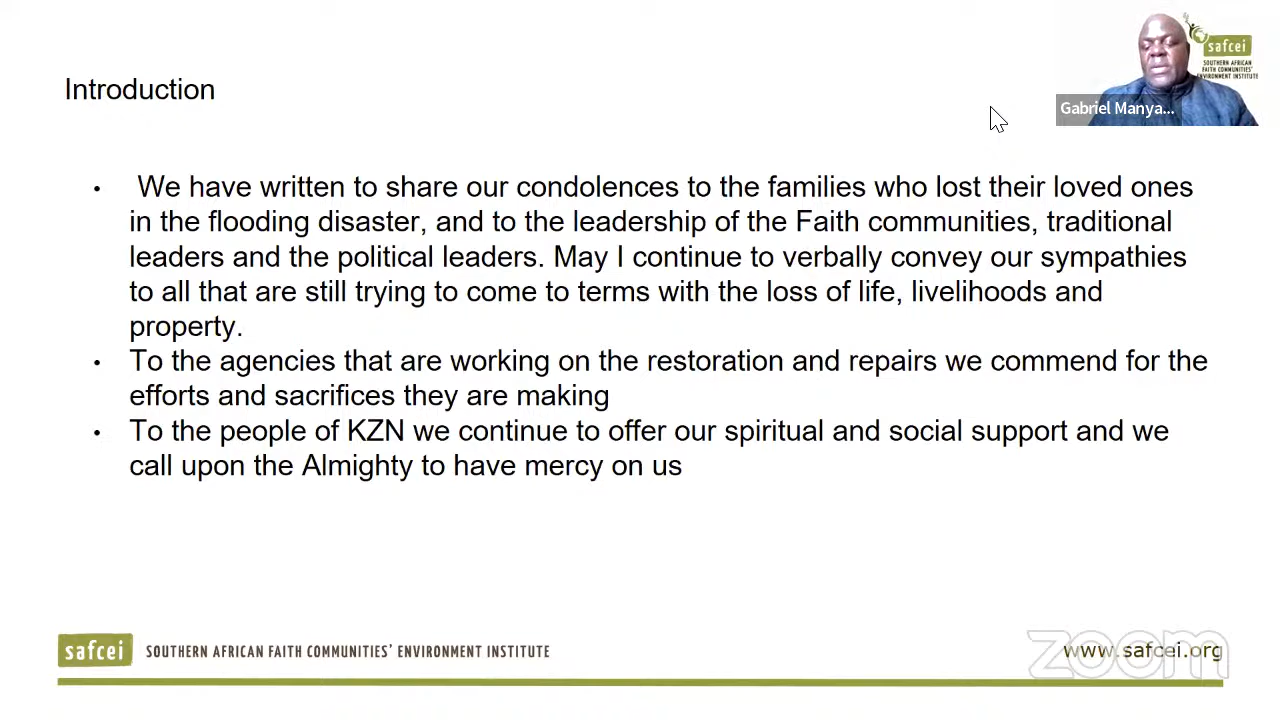 safcei
SOUTHERN AFRICAN
FAITH COMMUNITIES'
ENVIRONMENT INSTITUTE
Gabriel Manya...
Introduction
• We have written to share our condolences to the families who lost their loved ones
in the flooding disaster, and to the leadership of the Faith communities, traditional
leaders and the political leaders. May I continue to verbally convey our sympathies
to all that are still trying to come to terms with the loss of life, livelihoods and
property.
• To the agencies that are working on the restoration and repairs we commend for the
efforts and sacrifices they are making
• To the people of KZN we continue to offer our spiritual and social support and we
call upon the Almighty to have mercy on us
safcei SOUTHERN AFRICAN FAITH COMMUNITIES' ENVIRONMENT INSTITUTE
www.safcei.org
zoom